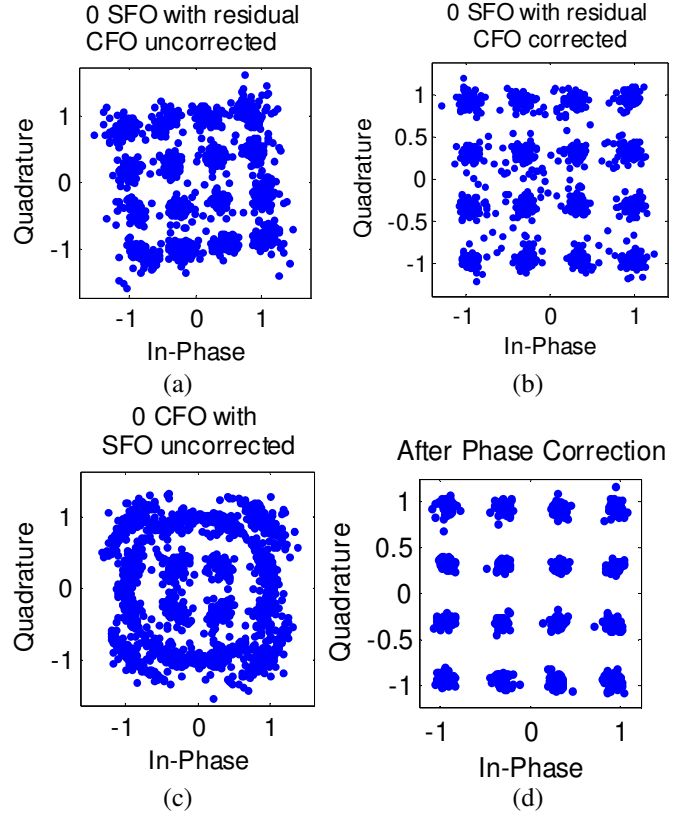 0 SFO with residual
CFO uncorrected
Quadrature
1
0
-1
-1 0 1
In-Phase
(a)
0 SFO with residual
CFO corrected
Quadrature
1
0.5
0
-0.5
-1
-1 0 1
In-Phase
(b)
0 CFO with
SFO uncorrected
Quadrature
1
0
-1
-1 0 1
In-Phase
(c)
After Phase Correction
Quadrature
1
0.5
0
-0.5
-1
-1 0 1
In-Phase
(d)